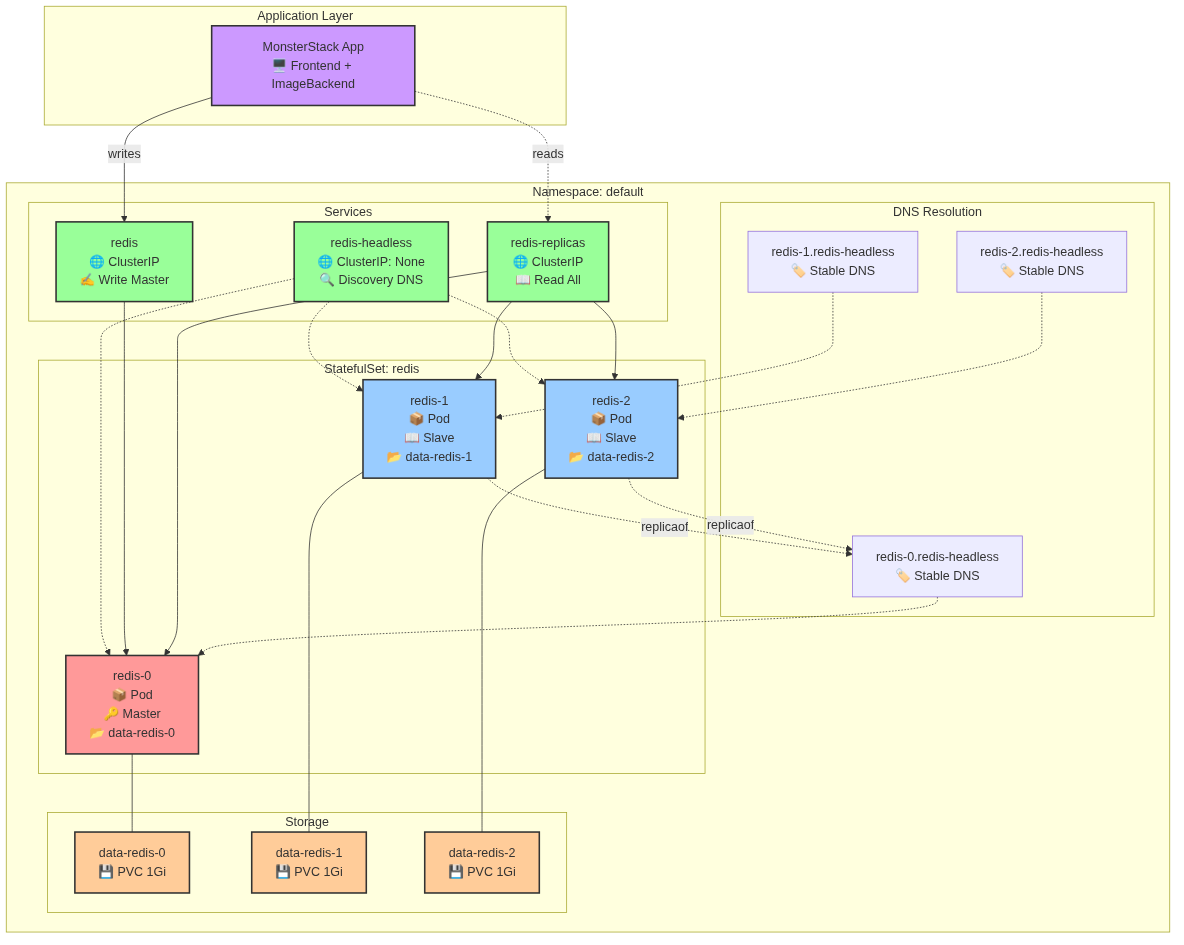 Application Layer
MonsterStack App
🖥️ Frontend +
ImageBackend
writes
reads
Namespace: default
Services
redis
🌐 ClusterIP
✍️ Write Master
redis-headless
🌐 ClusterIP: None
🔍 Discovery DNS
redis-replicas
🌐 ClusterIP
📖 Read All
DNS Resolution
redis-1.redis-headless
🏷️ Stable DNS
redis-2.redis-headless
🏷️ Stable DNS
StatefulSet: redis
redis-1
📦 Pod
📖 Slave
📂 data-redis-1
redis-2
📦 Pod
📖 Slave
📂 data-redis-2
replicaof
replicaof
redis-0.redis-headless
🏷️ Stable DNS
redis-0
📦 Pod
🔑 Master
📂 data-redis-0
Storage
data-redis-0
💾 PVC 1Gi
data-redis-1
💾 PVC 1Gi
data-redis-2
💾 PVC 1Gi